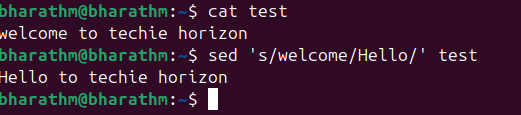 bharathm@bharathm:~$ cat test
welcome to techie horizon
bharathm@bharathm:~$ sed 's/welcome/Hello/' test
Hello to techie horizon
bharathm@bharathm:~$